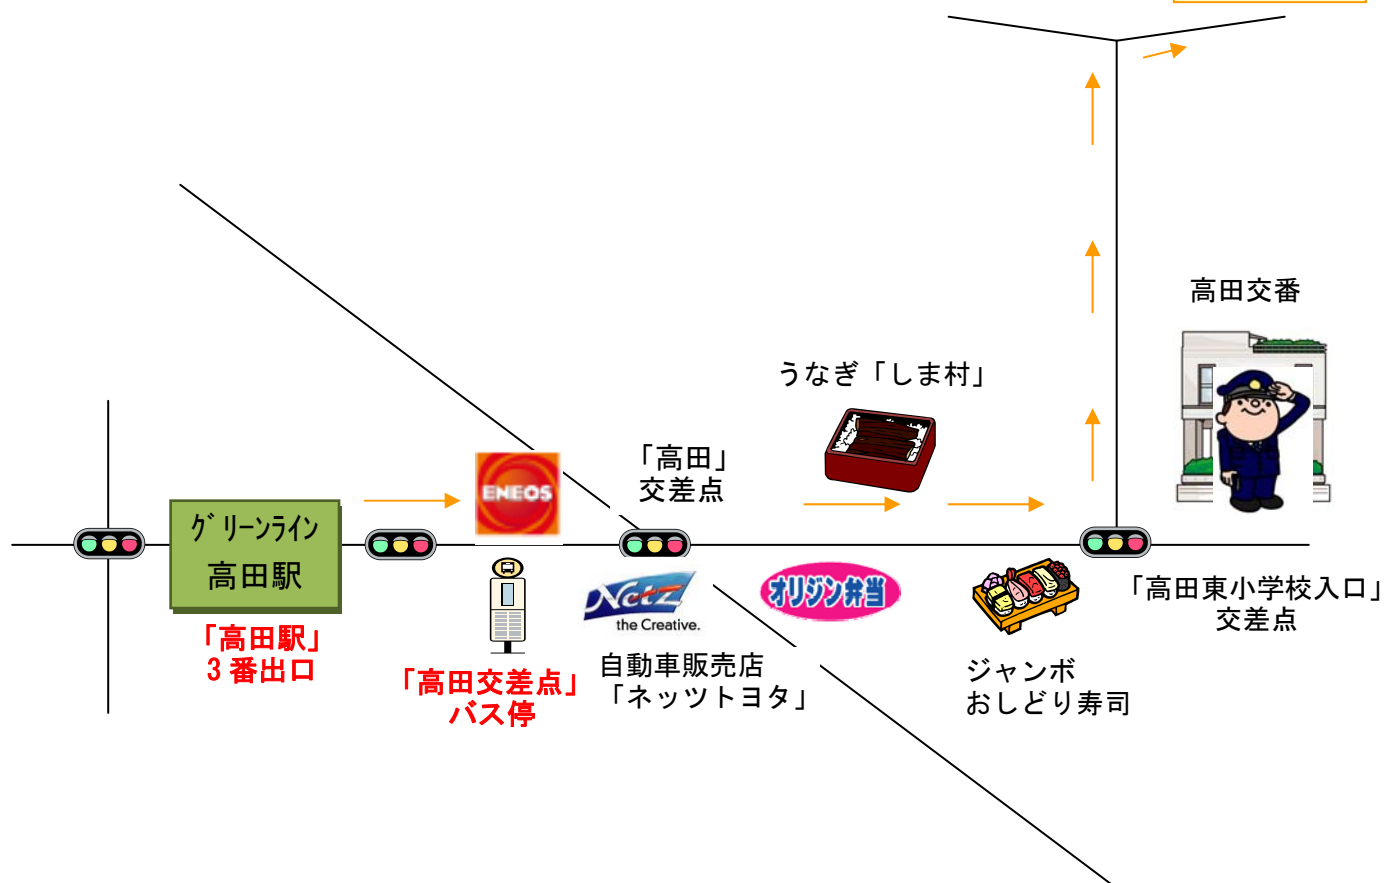 高田交番
うなぎ「しま村」
「高田」
交差点
ENEOS
グリーンライン
高田駅
「高田駅」
3番出口
「高田交差点」
バス停
Netz
the Creative.
自動車販売店
「ネッツトヨタ」
オリジン弁当
ジャンボ
おしどり寿司
「高田東小学校入口」
交差点